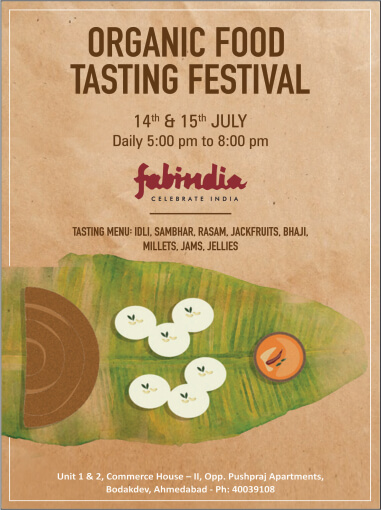 ORGANIC FOOD
TASTING FESTIVAL
14th & 15th JULY
Daily 5:00 pm to 8:00 pm
fabindia
CELEBRATE INDIA
TASTING MENU: IDLI, SAMBHAR, RASAM, JACKFRUITS, BHAJI,
MILLETS, JAMS, JELLIES
Unit 1 & 2, Commerce House – II, Opp. Pushpraj Apartments,
Bodakdev, Ahmedabad - Ph: 40039108